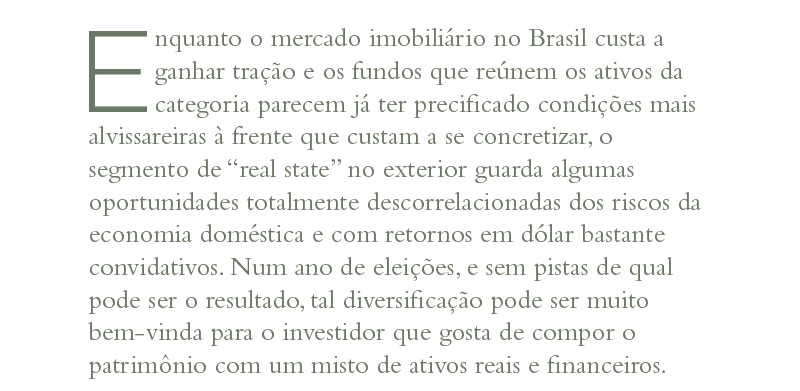 Enquanto o mercado imobiliário no Brasil custa a
ganhar tração e os fundos que reúnem os ativos da
categoria parecem já ter precificado condições mais
alvissareiras à frente que custam a se concretizar, o
segmento de “real state” no exterior guarda algumas
oportunidades totalmente descorrelacionadas dos riscos da
economia doméstica e com retornos em dólar bastante
convidativos. Num ano de eleições, e sem pistas de qual
pode ser o resultado, tal diversificação pode ser muito
bem-vinda para o investidor que gosta de compor o
patrimônio com um misto de ativos reais e financeiros.